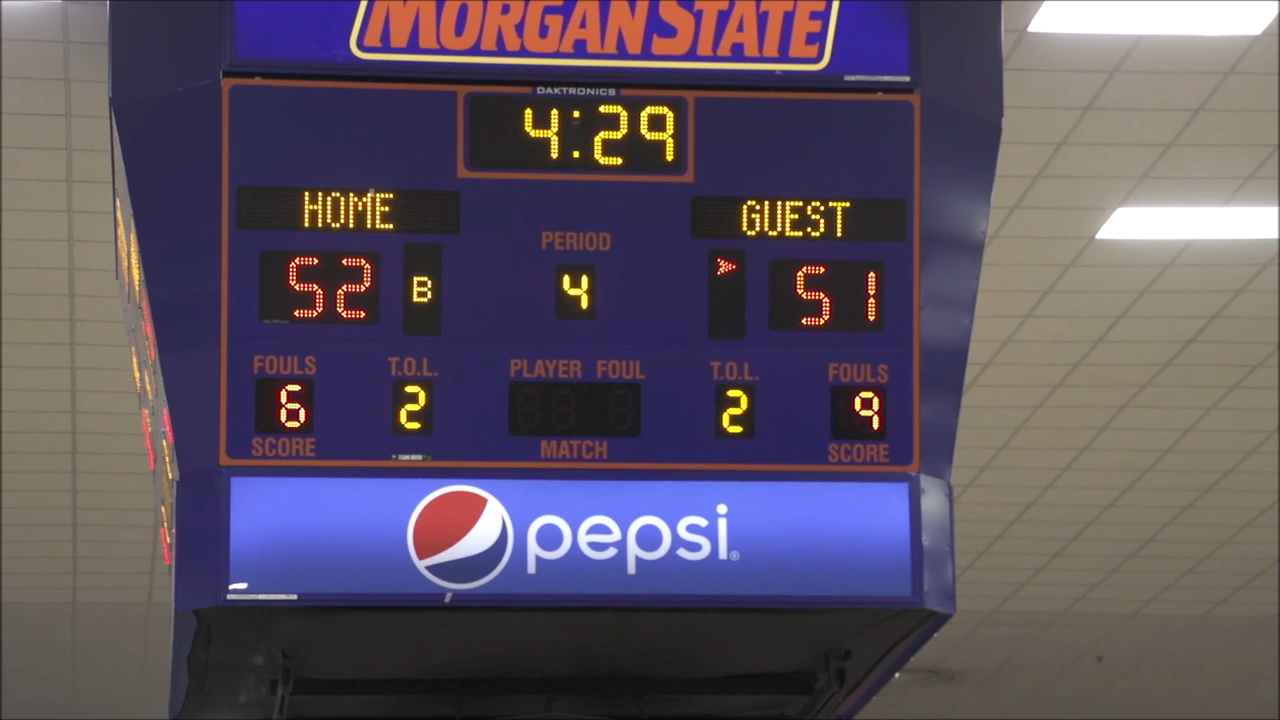 MORGAN STATE
DAKTRONICS
4:29
HOME
GUEST
PERIOD
52 B 4 51
FOULS T.O.L. PLAYER FOUL T.O.L. FOULS
6 2 2 9
SCORE MATCH SCORE
pepsi®